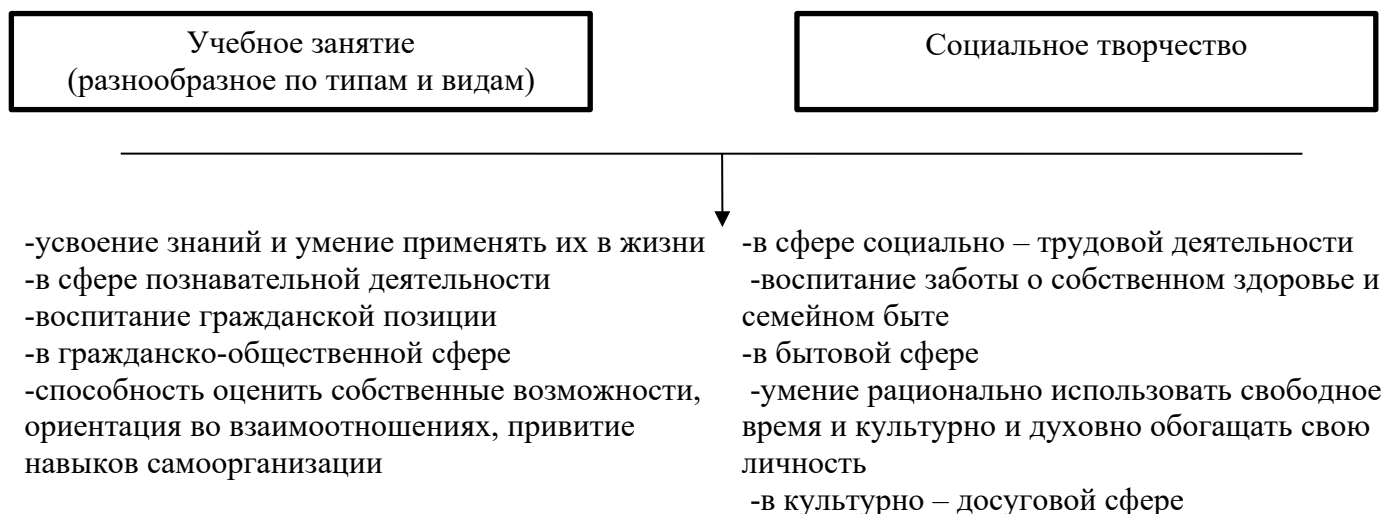 Учебное занятие
(разнообразное по типам и видам)
Социальное творчество
-усвоение знаний и умение применять их в жизни
-в сфере познавательной деятельности
-воспитание гражданской позиции
-в гражданско-общественной сфере
-способность оценить собственные возможности,
ориентация во взаимоотношениях, привитие
навыков самоорганизации
-в сфере социально – трудовой деятельности
-воспитание заботы о собственном здоровье и
семейном быте
-в бытовой сфере
-умение рационально использовать свободное
время и культурно и духовно обогащать свою
личность
-в культурно – досуговой сфере